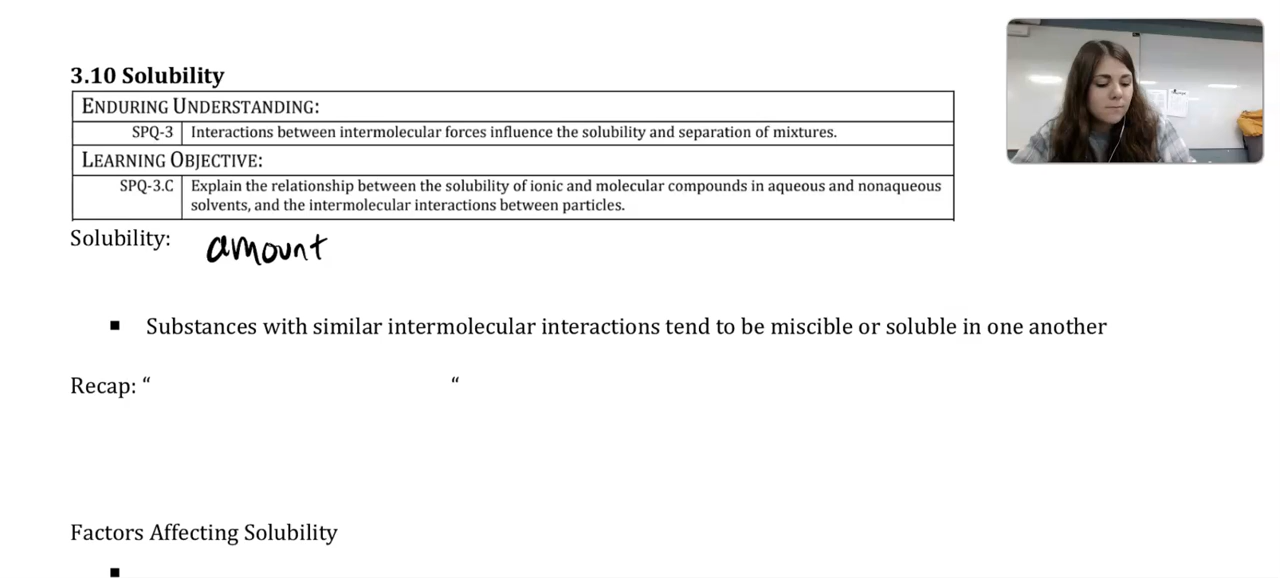 3.10 Solubility
ENDURING UNDERSTANDING:
SPQ-3 Interactions between intermolecular forces influence the solubility and separation of mixtures.
LEARNING OBJECTIVE:
SPQ-3.C Explain the relationship between the solubility of ionic and molecular compounds in aqueous and nonaqueous
solvents, and the intermolecular interactions between particles.
Solubility: amount
▪ Substances with similar intermolecular interactions tend to be miscible or soluble in one another
Recap: “ “
Factors Affecting Solubility
▪